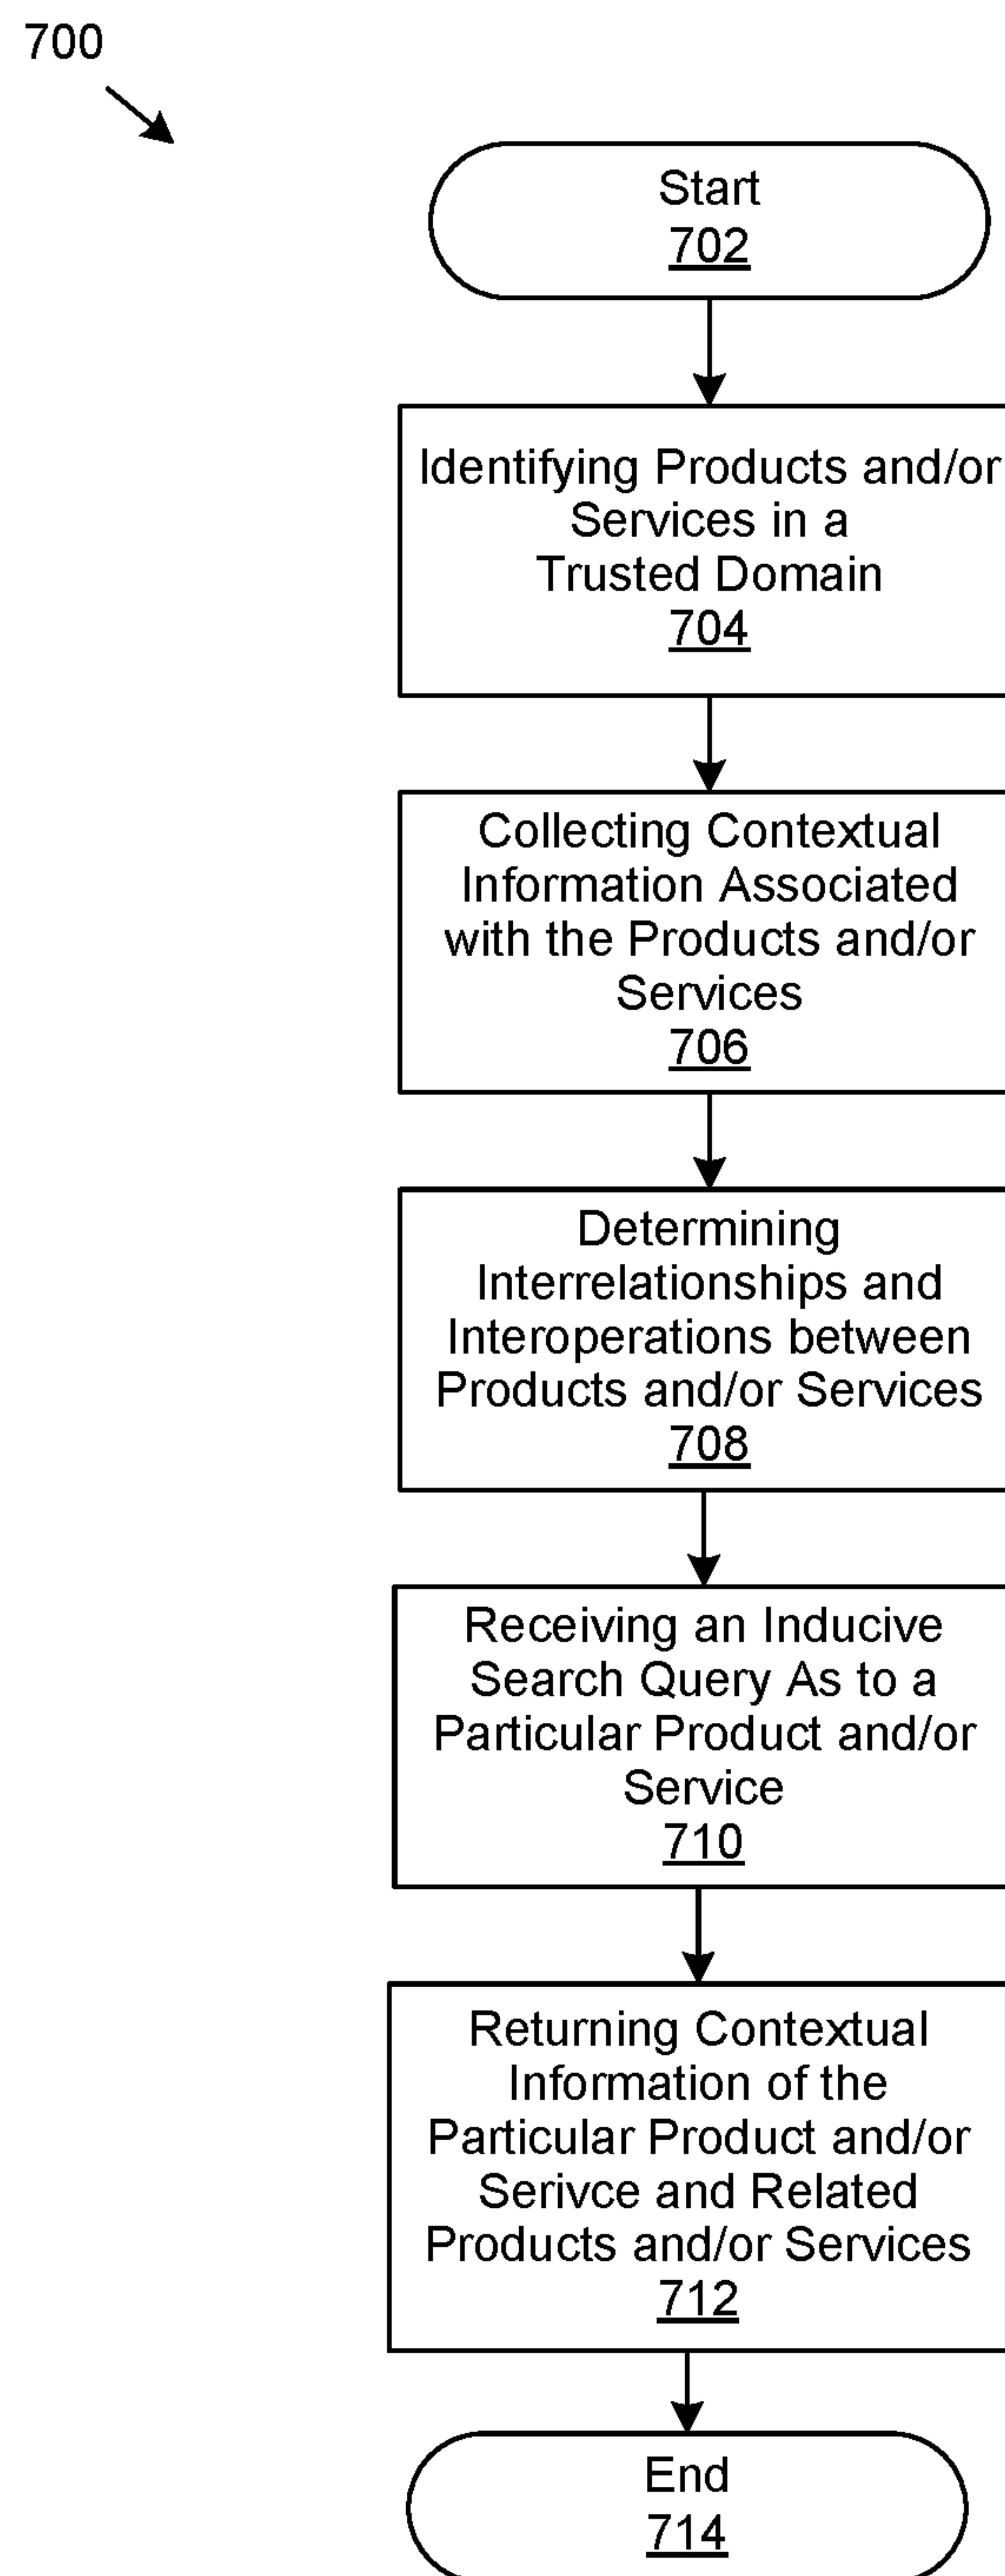 700
Start
702
Identifying Products and/or
Services in a
Trusted Domain
704
Collecting Contextual
Information Associated
with the Products and/or
Services
706
Determining
Interrelationships and
Interoperations between
Products and/or Services
708
Receiving an Inducive
Search Query As to a
Particular Product and/or
Service
710
Returning Contextual
Information of the
Particular Product and/or
Serivce and Related
Products and/or Services
712
End
714